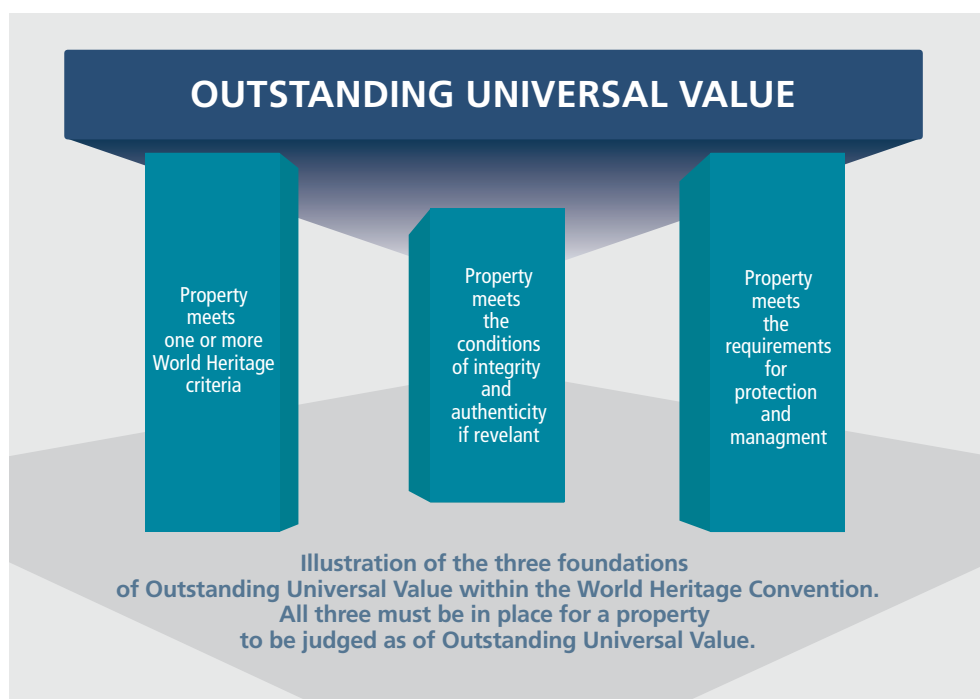 OUTSTANDING UNIVERSAL VALUE
Property
meets
one or more
World Heritage
criteria
Property
meets
the
conditions
of integrity
and
authenticity
if revelant
Property
meets
the
requirements
for
protection
and
managment
Illustration of the three foundations
of Outstanding Universal Value within the World Heritage Convention.
All three must be in place for a property
to be judged as of Outstanding Universal Value.